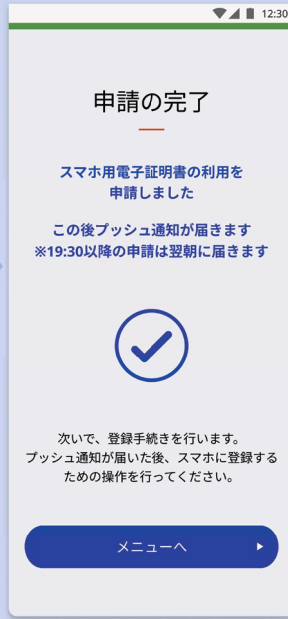 12:30
申請の完了
スマホ用電子証明書の利用を
申請しました
この後プッシュ通知が届きます
※19:30以降の申請は翌朝に届きます
次いで、登録手続きを行います。
プッシュ通知が届いた後、スマホに登録する
ための操作を行ってください。
メニューへ